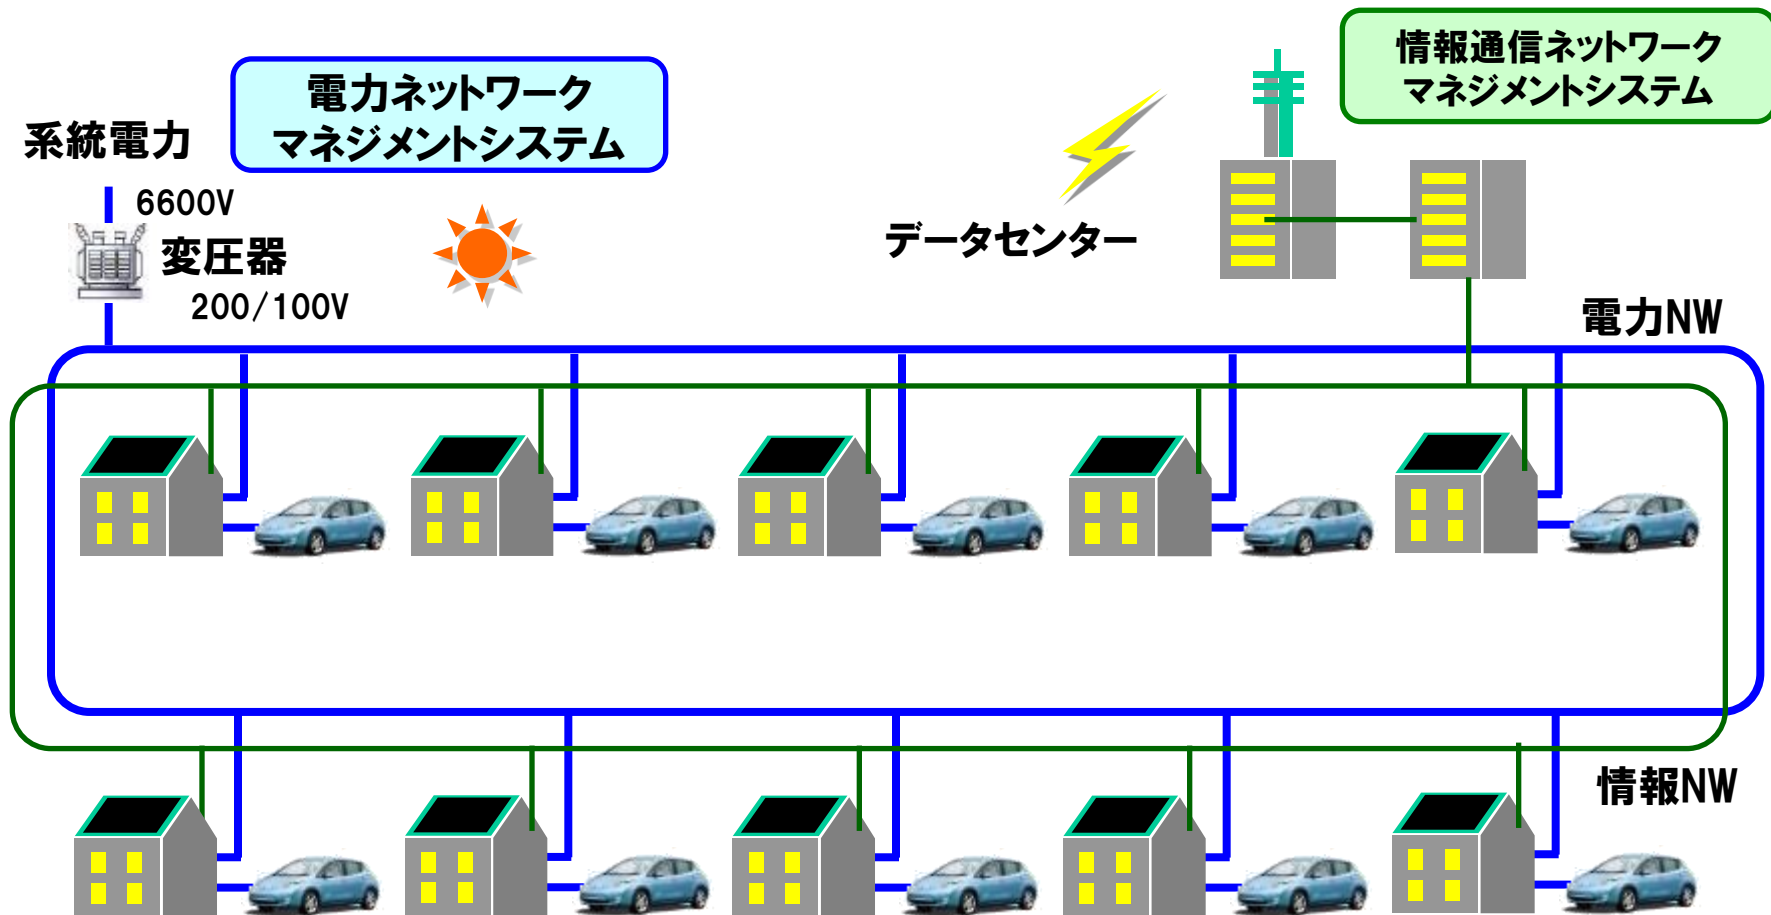 情報通信ネットワーク
マネジメントシステム
電力ネットワーク
マネジメントシステム
系統電力
6600V
変圧器
200/100V
データセンター
電力NW
情報NW